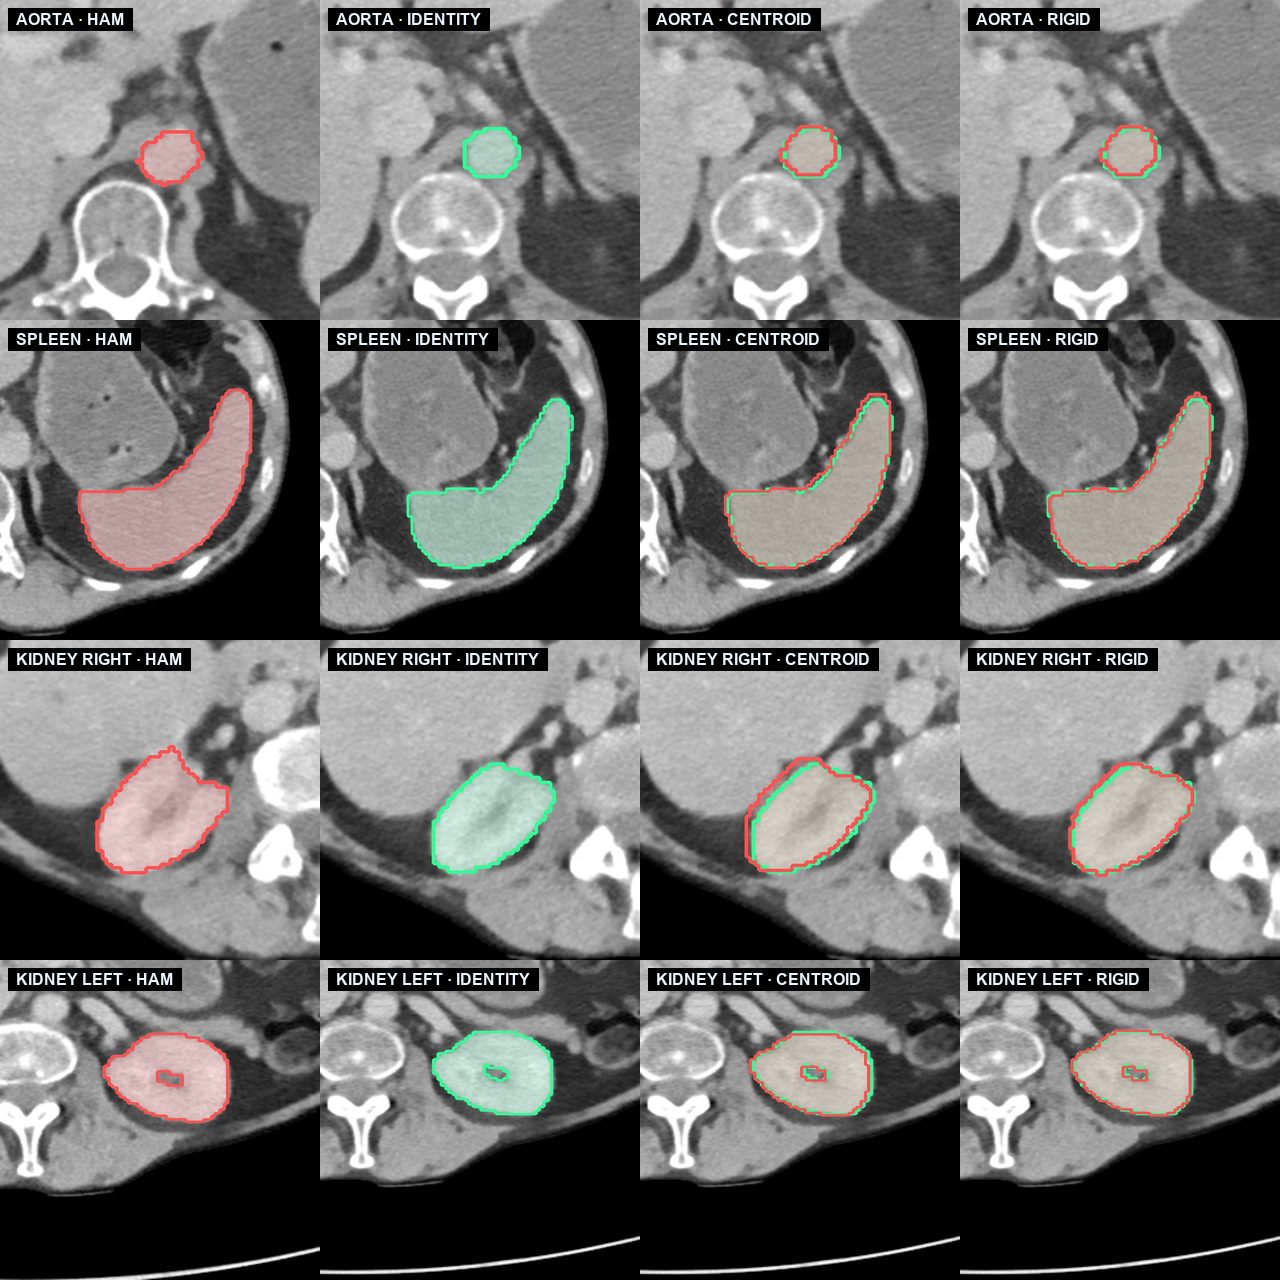 AORTA · HAM
AORTA · IDENTITY
AORTA · CENTROID
AORTA · RIGID
SPLEEN · HAM
SPLEEN · IDENTITY
SPLEEN · CENTROID
SPLEEN · RIGID
KIDNEY RIGHT · HAM
KIDNEY RIGHT · IDENTITY
KIDNEY RIGHT · CENTROID
KIDNEY RIGHT · RIGID
KIDNEY LEFT · HAM
KIDNEY LEFT · IDENTITY
KIDNEY LEFT · CENTROID
KIDNEY LEFT · RIGID